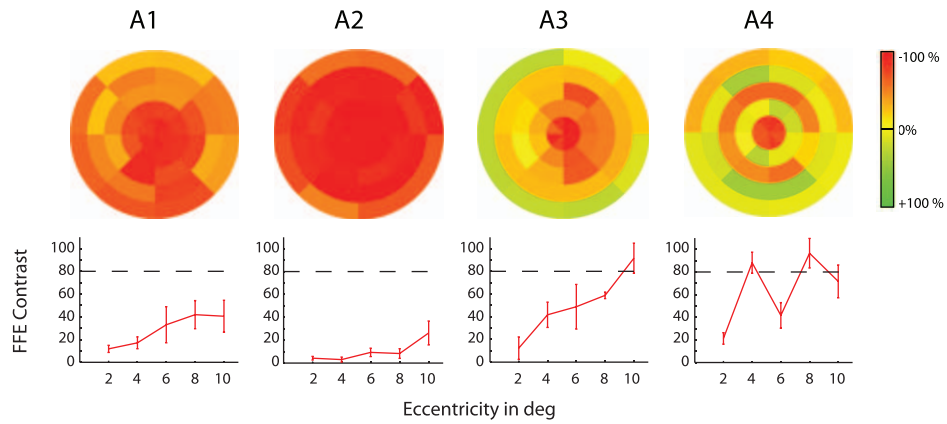 A1 A2 A3 A4
-100 %
0%
+100 %
FFE Contrast
100 100 100 100
80 80 80 80
60 60 60 60
40 40 40 40
20 20 20 20
0 0 0 0
2 4 6 8 10 2 4 6 8 10 2 4 6 8 10 2 4 6 8 10
Eccentricity in deg